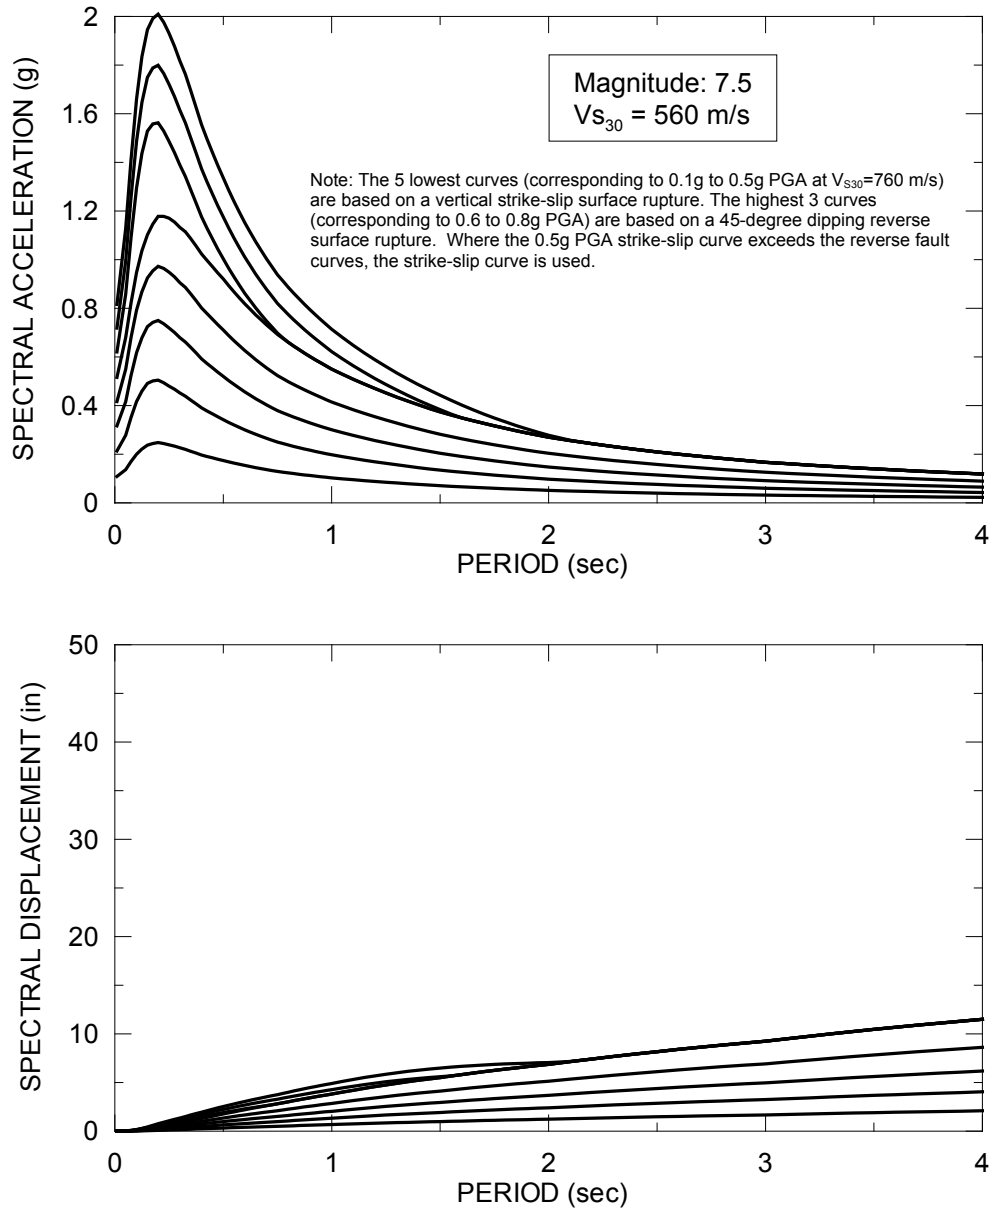 2
1.6
1.2
0.8
0.4
0
SPECTRAL ACCELERATION (g)
Magnitude: 7.5
Vs30 = 560 m/s
Note: The 5 lowest curves (corresponding to 0.1g to 0.5g PGA at VS30=760 m/s)
are based on a vertical strike-slip surface rupture. The highest 3 curves
(corresponding to 0.6 to 0.8g PGA) are based on a 45-degree dipping reverse
surface rupture.  Where the 0.5g PGA strike-slip curve exceeds the reverse fault
curves, the strike-slip curve is used.
0 1 2 3 4
PERIOD (sec)
50
40
30
20
10
0
SPECTRAL DISPLACEMENT (in)
0 1 2 3 4
PERIOD (sec)